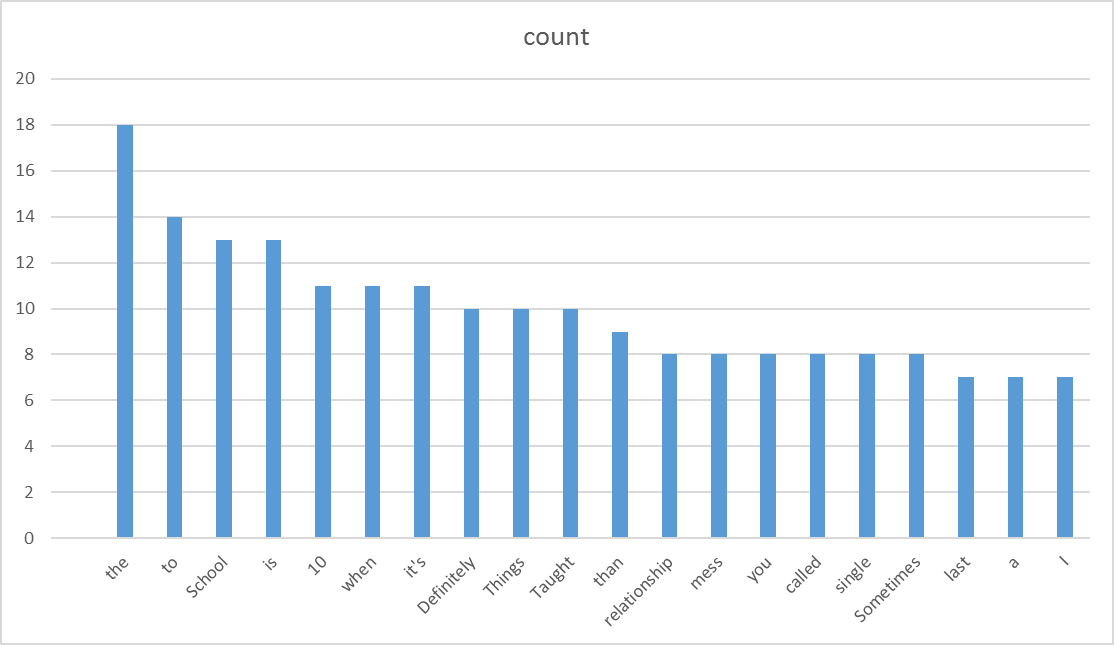 count
20
18
16
14
12
10
8
6
4
2
0
the
to
School
is
10
when
it's
Definitely
Things
Taught
than
relationship
mess
you
called
single
Sometimes
last
a
I